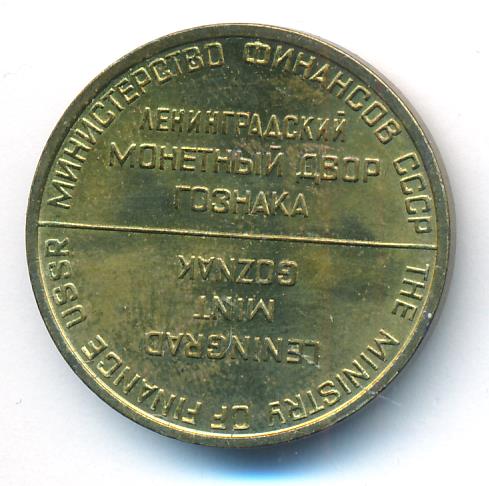 МИНИСТЕРСТВО ФИНАНСОВ СССР
ЛЕНИНГРАДСКИЙ
МОНЕТНЫЙ ДВОР
ГОЗНАКА
THE MINISTRY OF FINANCE USSR
LENINGRAD
MINT
GOZNAK